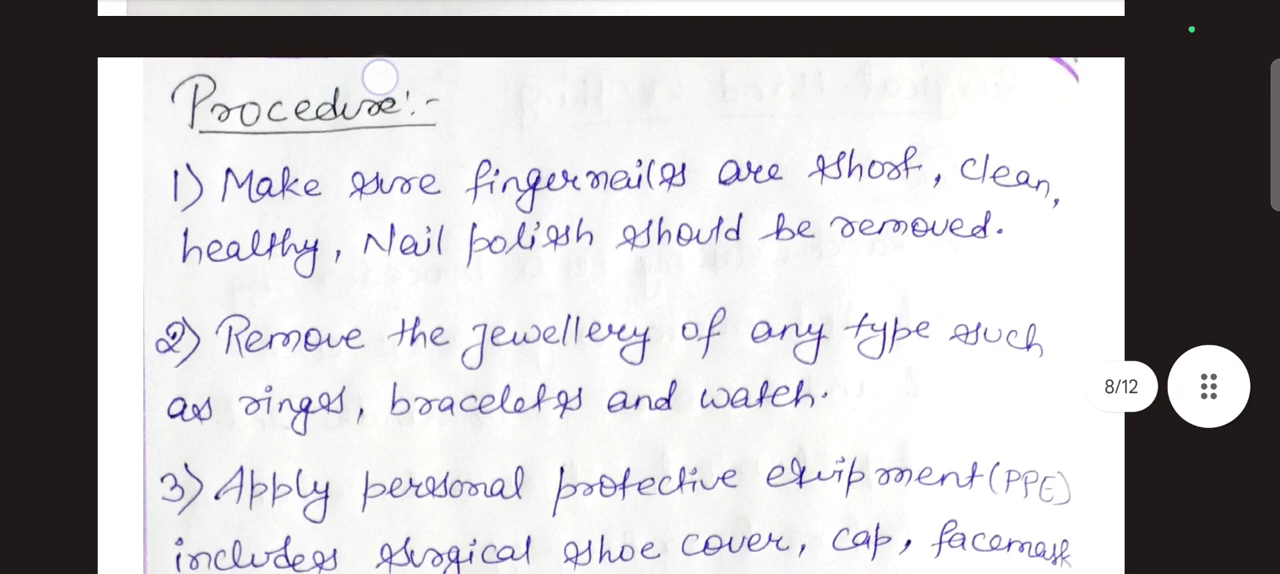 Procedure:-
1) Make sure fingernails are short, clean,
healthy, Nail polish should be removed.
2) Remove the jewellery of any type such
as rings, bracelets and watch.
8/12
3) Apply personal protective equipment (PPE)
includes surgical shoe cover, cap, facemask